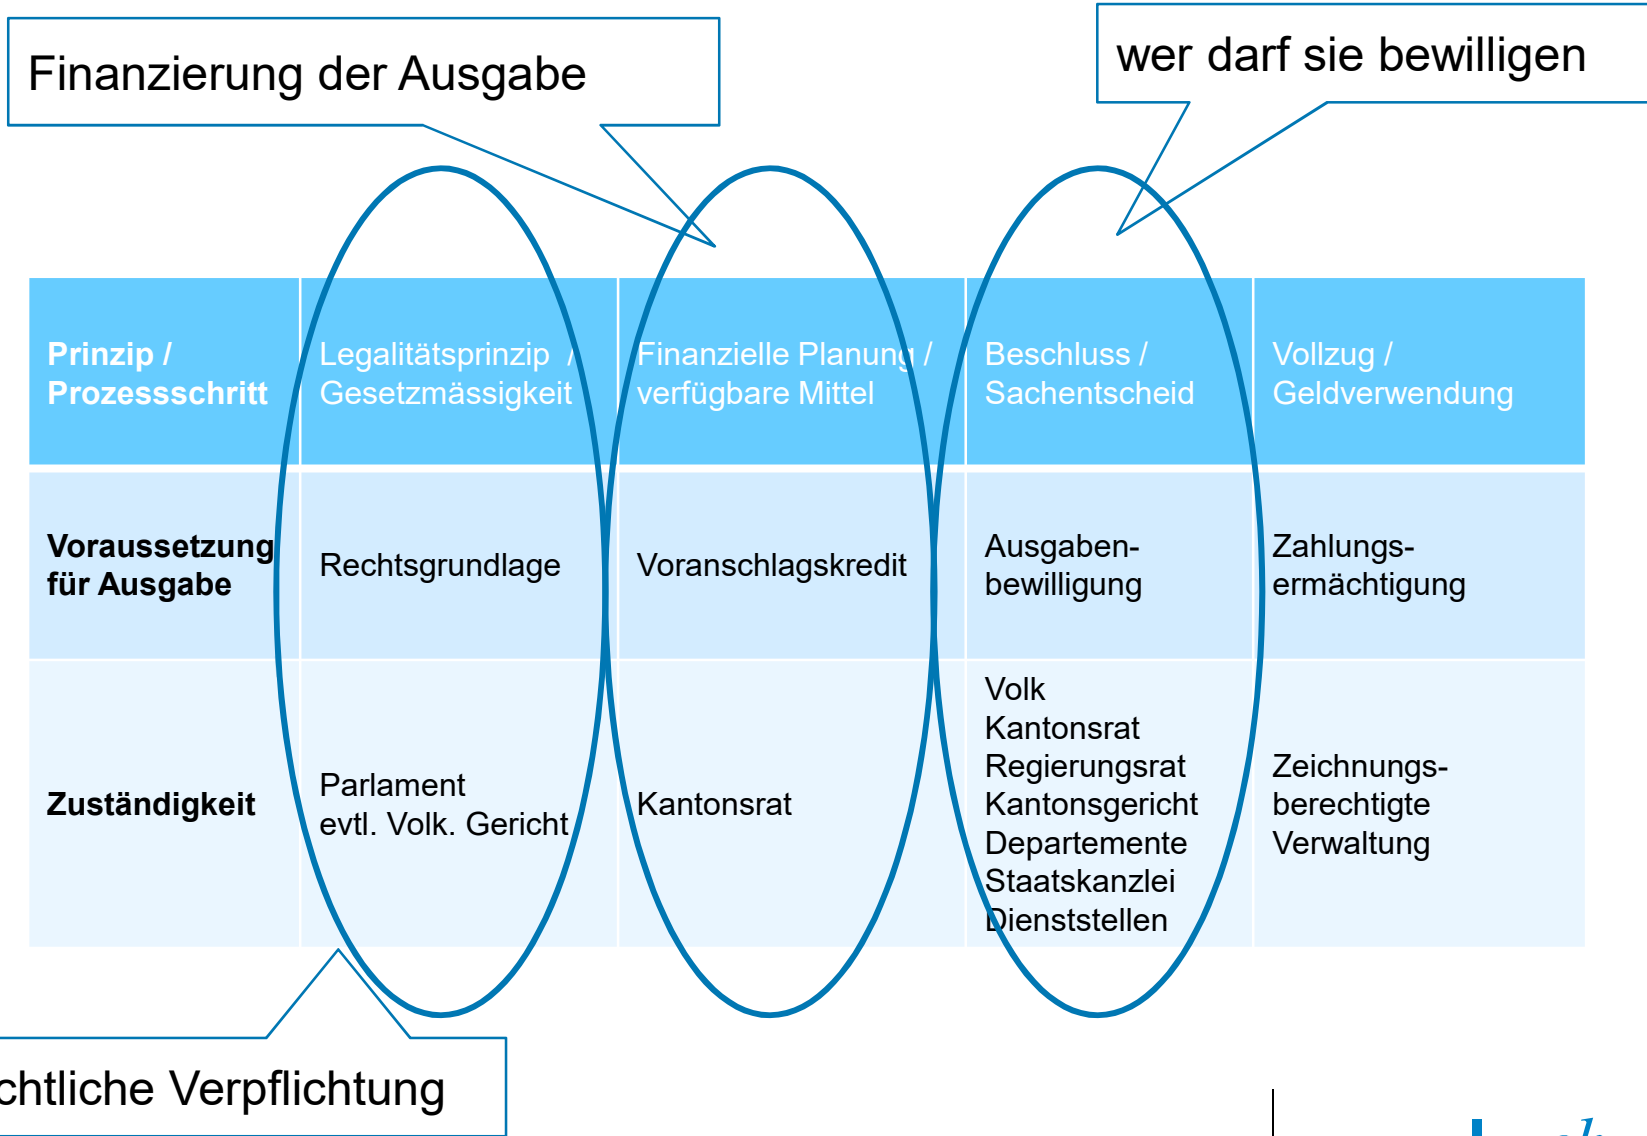 Finanzierung der Ausgabe
wer darf sie bewilligen
Prinzip /
Prozessschritt
Legalitätsprinzip /
Gesetzmässigkeit
Finanzielle Planung /
verfügbare Mittel
Beschluss /
Sachentscheid
Vollzug /
Geldverwendung
Voraussetzung
für Ausgabe
Rechtsgrundlage
Voranschlagskredit
Ausgaben-
bewilligung
Zahlungs-
ermächtigung
Zuständigkeit
Parlament
evtl. Volk. Gericht
Kantonsrat
Volk
Kantonsrat
Regierungsrat
Kantonsgericht
Departemente
Staatskanzlei
Dienststellen
Zeichnungs-
berechtigte
Verwaltung
chtliche Verpflichtung